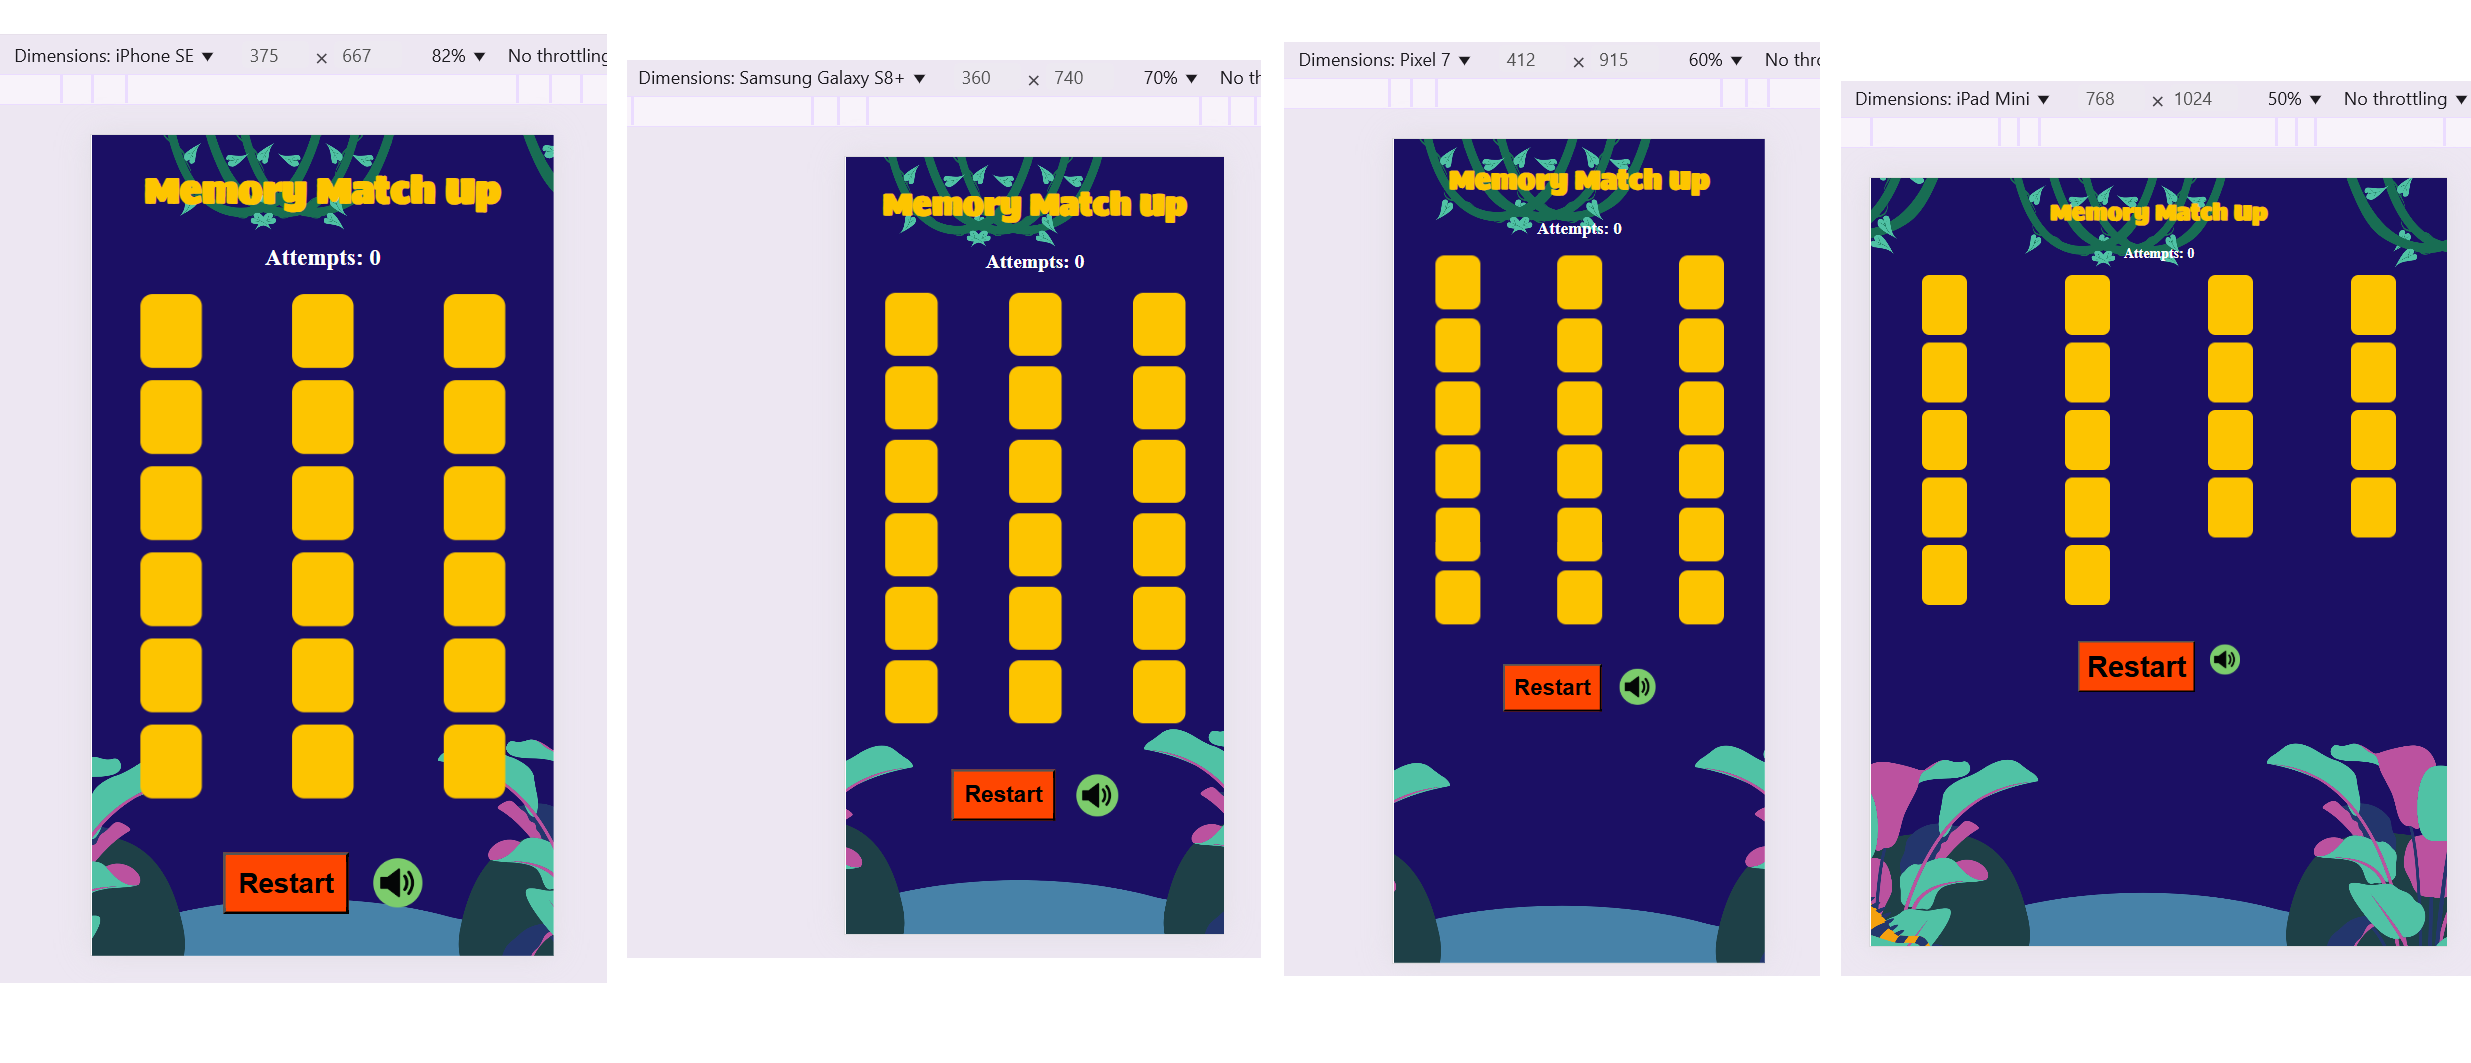 Dimensions: iPhone SE ▼ 375 × 667 82% ▼ No throttling
Memory Match Up
Attempts: 0
Restart
Dimensions: Samsung Galaxy S8+ ▼ 360 × 740 70% ▼ No th
Memory Match Up
Attempts: 0
Restart
Dimensions: Pixel 7 ▼ 412 × 915 60% ▼ No thr
Memory Match Up
Attempts: 0
Restart
Dimensions: iPad Mini ▼ 768 × 1024 50% ▼ No throttling ▼
Memory Match Up
Attempts: 0
Restart